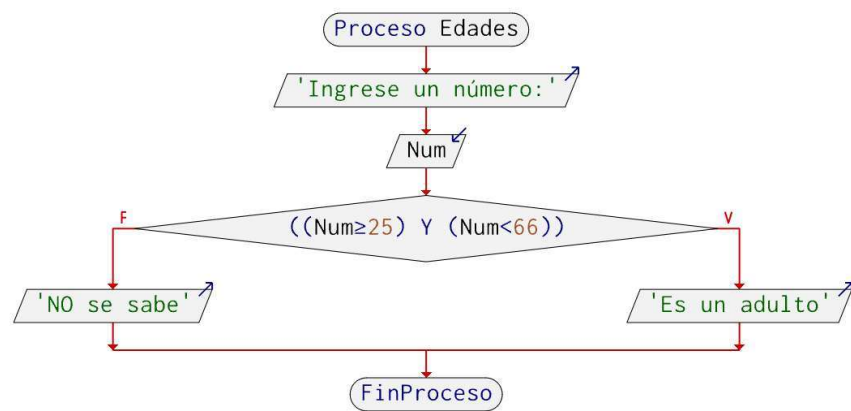 Proceso Edades
'Ingrese un número:'
Num
F
((Num≥25) Y (Num<66))
V
'NO se sabe'
'Es un adulto'
FinProceso